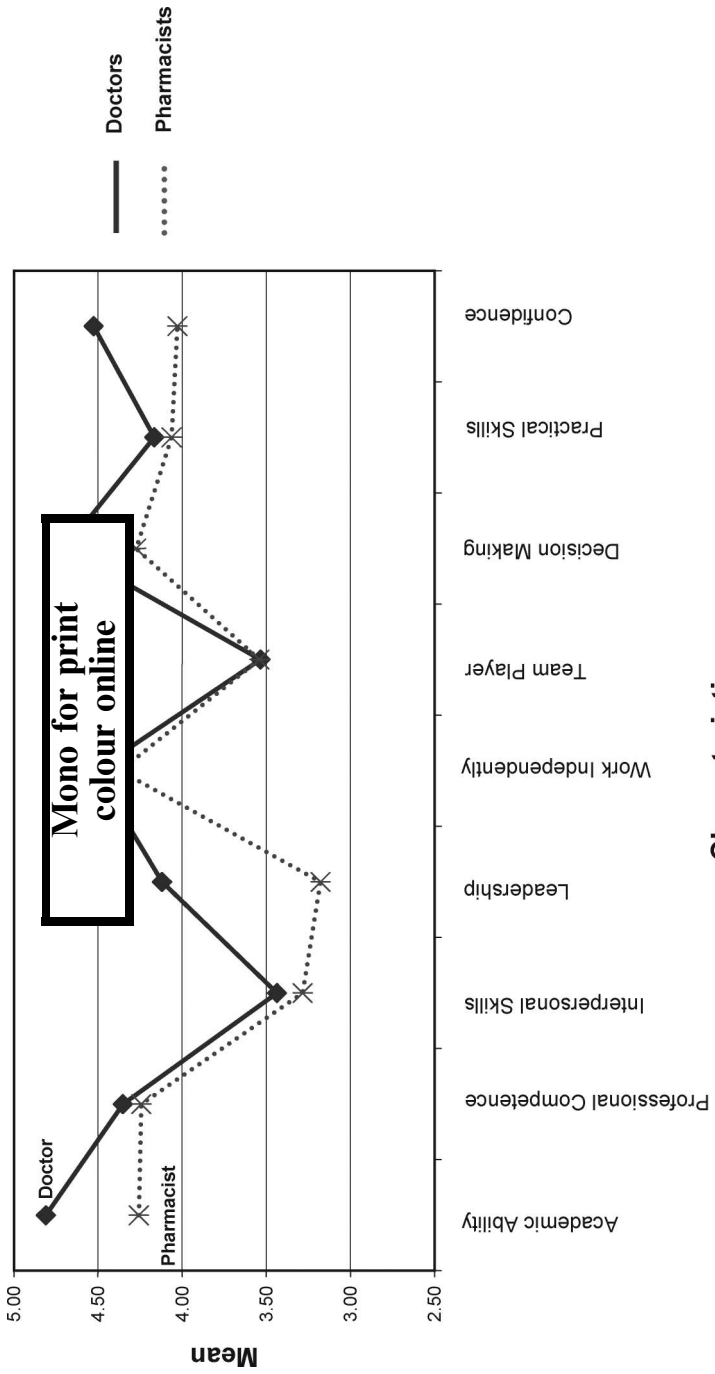 Doctors
Pharmacists
Mono for print
colour online
Doctor
Pharmacist
Mean
5.00
4.50
4.00
3.50
3.00
2.50
Academic Ability
Professional Competence
Interpersonal Skills
Leadership
Work Independently
Team Player
Decision Making
Practical Skills
Confidence